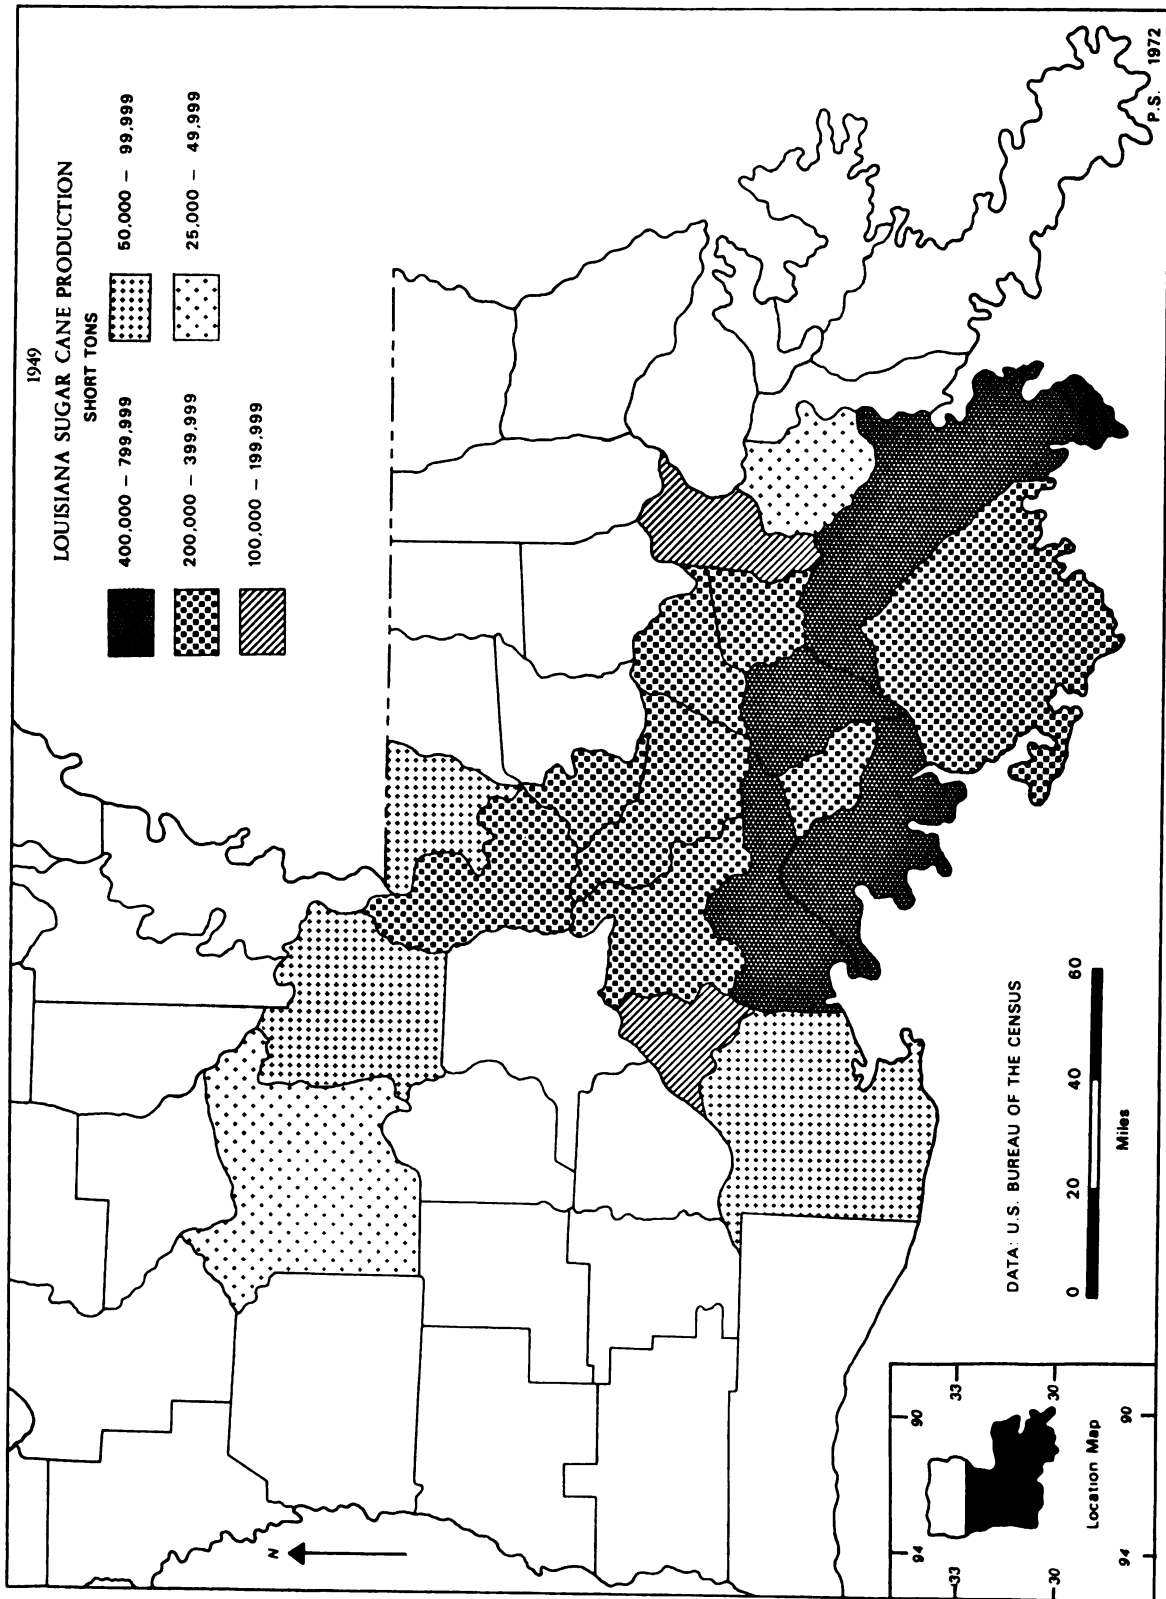 1949
LOUISIANA SUGAR CANE PRODUCTION
SHORT TONS
400,000 – 799,999
200,000 – 399,999
100,000 – 199,999
50,000 – 99,999
25,000 – 49,999
N
DATA: U.S. BUREAU OF THE CENSUS
0 20 40 60
Miles
94 90
33 33
30 30
Location Map
94 90
P.S. 1972